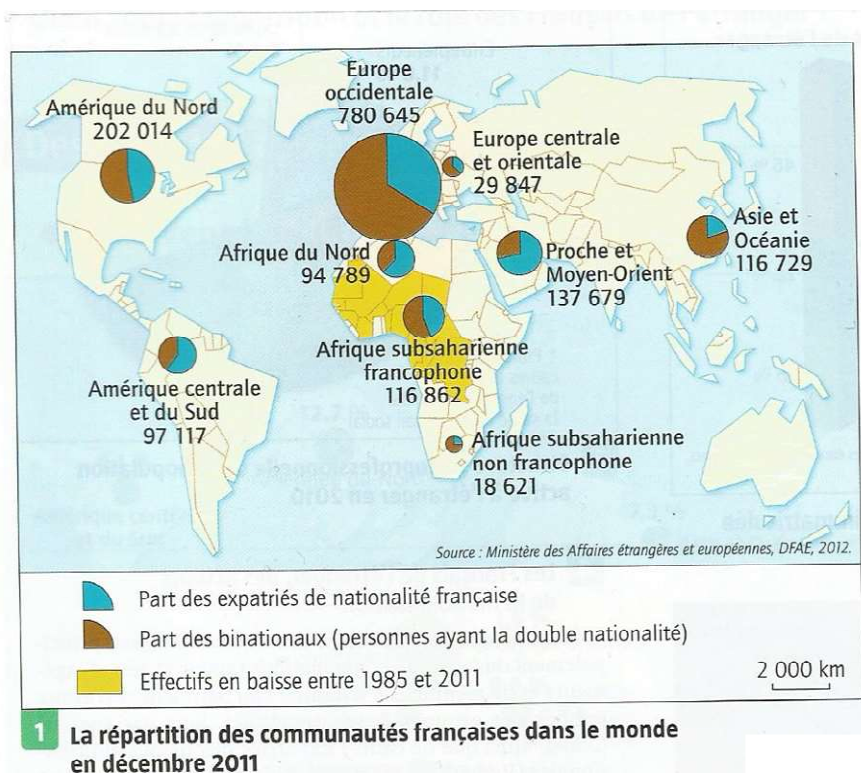 Europe
occidentale
780 645
Amérique du Nord
202 014
Europe centrale
et orientale
29 847
Asie et
Océanie
116 729
Afrique du Nord
94 789
Proche et
Moyen-Orient
137 679
Afrique subsaharienne
francophone
116 862
Amérique centrale
et du Sud
97 117
Afrique subsaharienne
non francophone
18 621
Source : Ministère des Affaires étrangères et européennes, DFAE, 2012.
Part des expatriés de nationalité française
Part des binationaux (personnes ayant la double nationalité)
Effectifs en baisse entre 1985 et 2011
2 000 km
1 La répartition des communautés françaises dans le monde
en décembre 2011